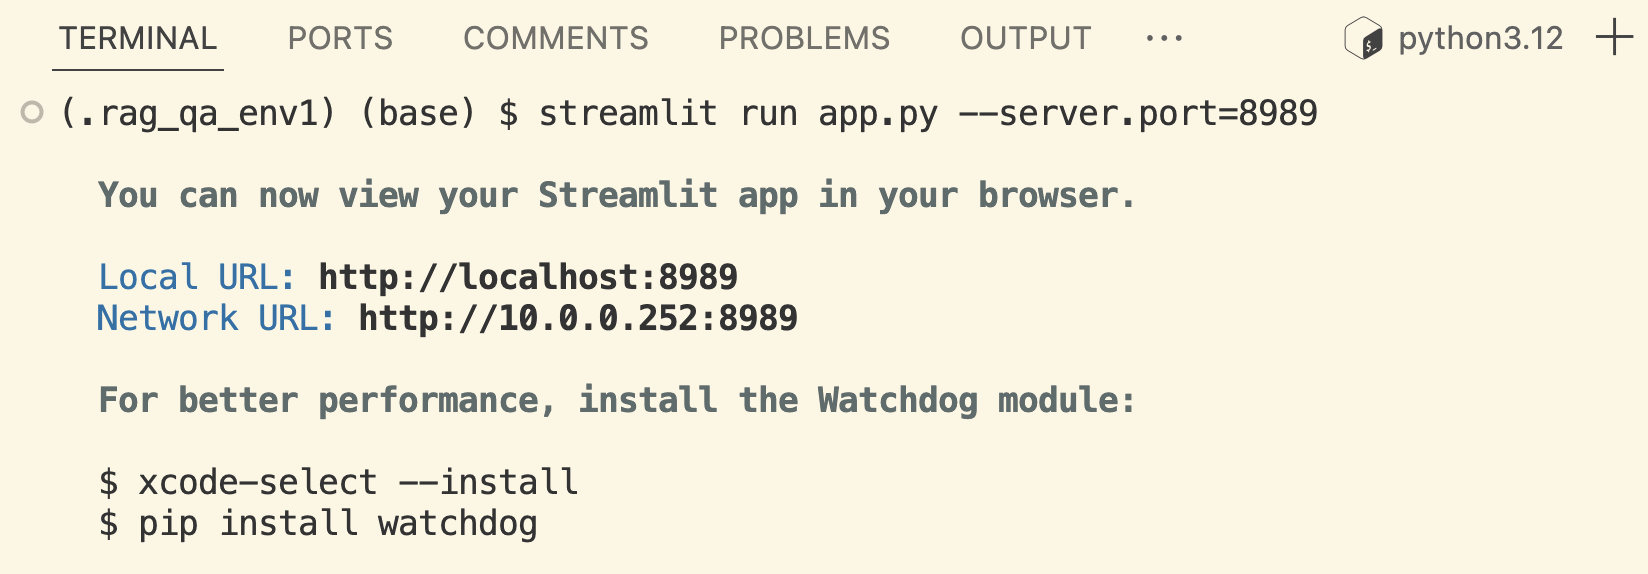 TERMINAL PORTS COMMENTS PROBLEMS OUTPUT ... python3.12 +
(.rag_qa_env1) (base) $ streamlit run app.py --server.port=8989
You can now view your Streamlit app in your browser.
Local URL: http://localhost:8989
Network URL: http://10.0.0.252:8989
For better performance, install the Watchdog module:
$ xcode-select --install
$ pip install watchdog